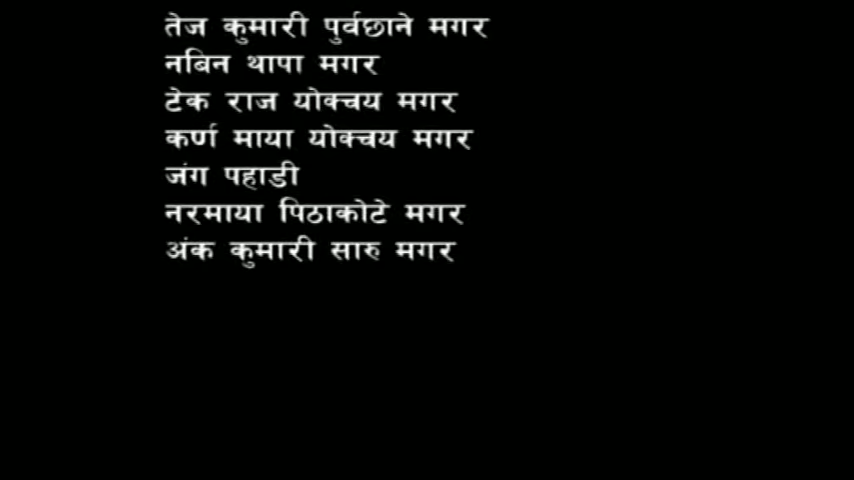 तेज कुमारी पुर्वछाने मगर
नबिन थापा मगर
टेक राज योक्चय मगर
कर्ण माया योक्चय मगर
जंग पहाडी
नरमाया पिठाकोटे मगर
अंक कुमारी सारु मगर